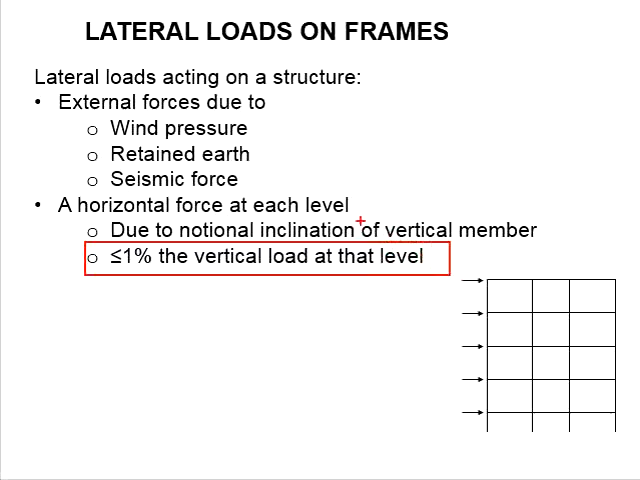 LATERAL LOADS ON FRAMES
Lateral loads acting on a structure:
• External forces due to
o Wind pressure
o Retained earth
o Seismic force
• A horizontal force at each level
o Due to notional inclination of vertical member
o ≤1% the vertical load at that level